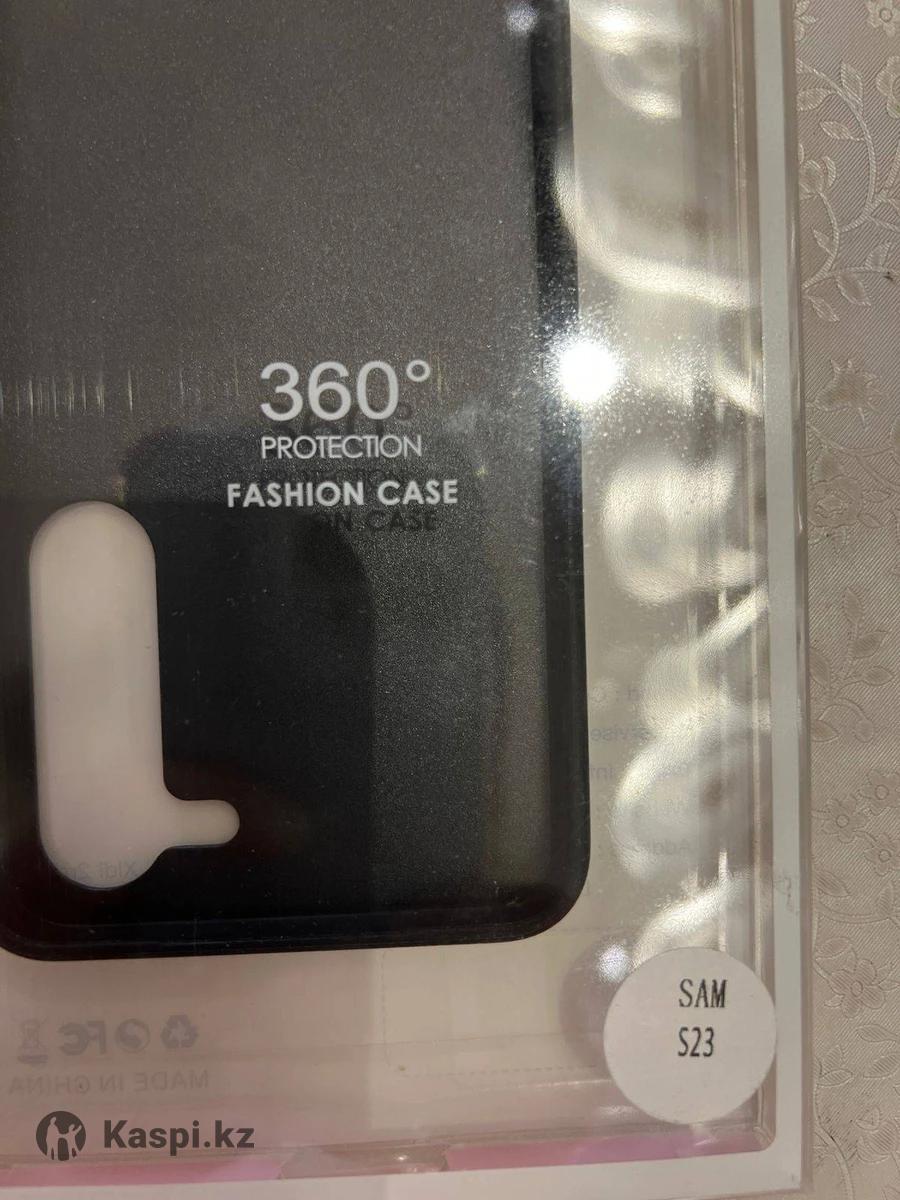 360°
PROTECTION
FASHION CASE
SAM
S23
MADE IN CHINA
Kaspi.kz